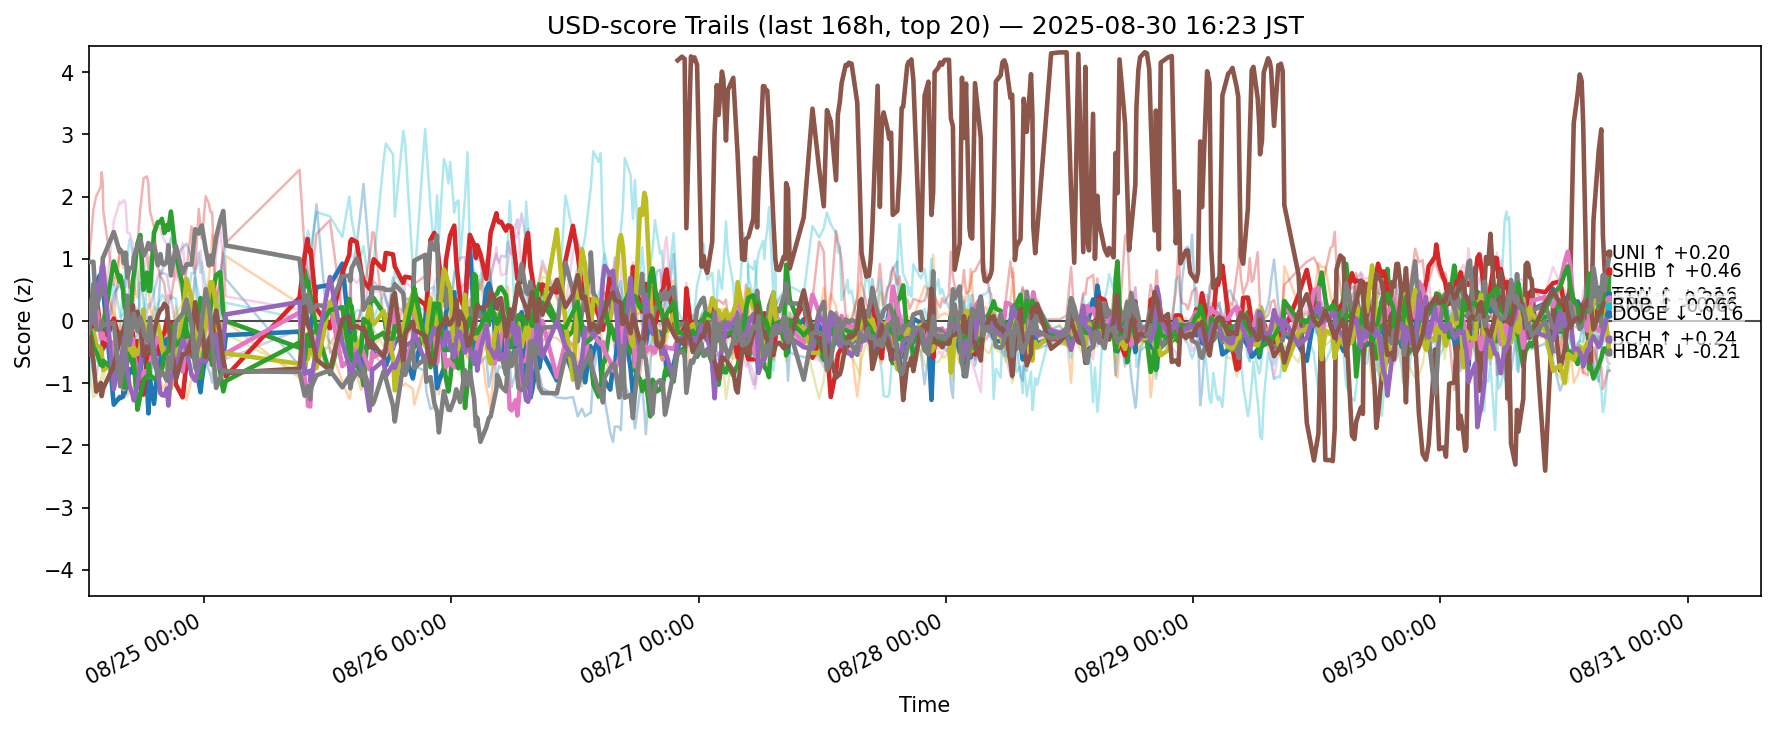 USD-score Trails (last 168h, top 20) — 2025-08-30 16:23 JST
Score (z)
4
3
2
1
0
−1
−2
−3
−4
UNI ↑ +0.20
SHIB ↑ +0.46
DOGE ↓ -0.16
BCH ↑ +0.24
HBAR ↓ -0.21
08/25 00:00
08/26 00:00
08/27 00:00
08/28 00:00
08/29 00:00
08/30 00:00
08/31 00:00
Time